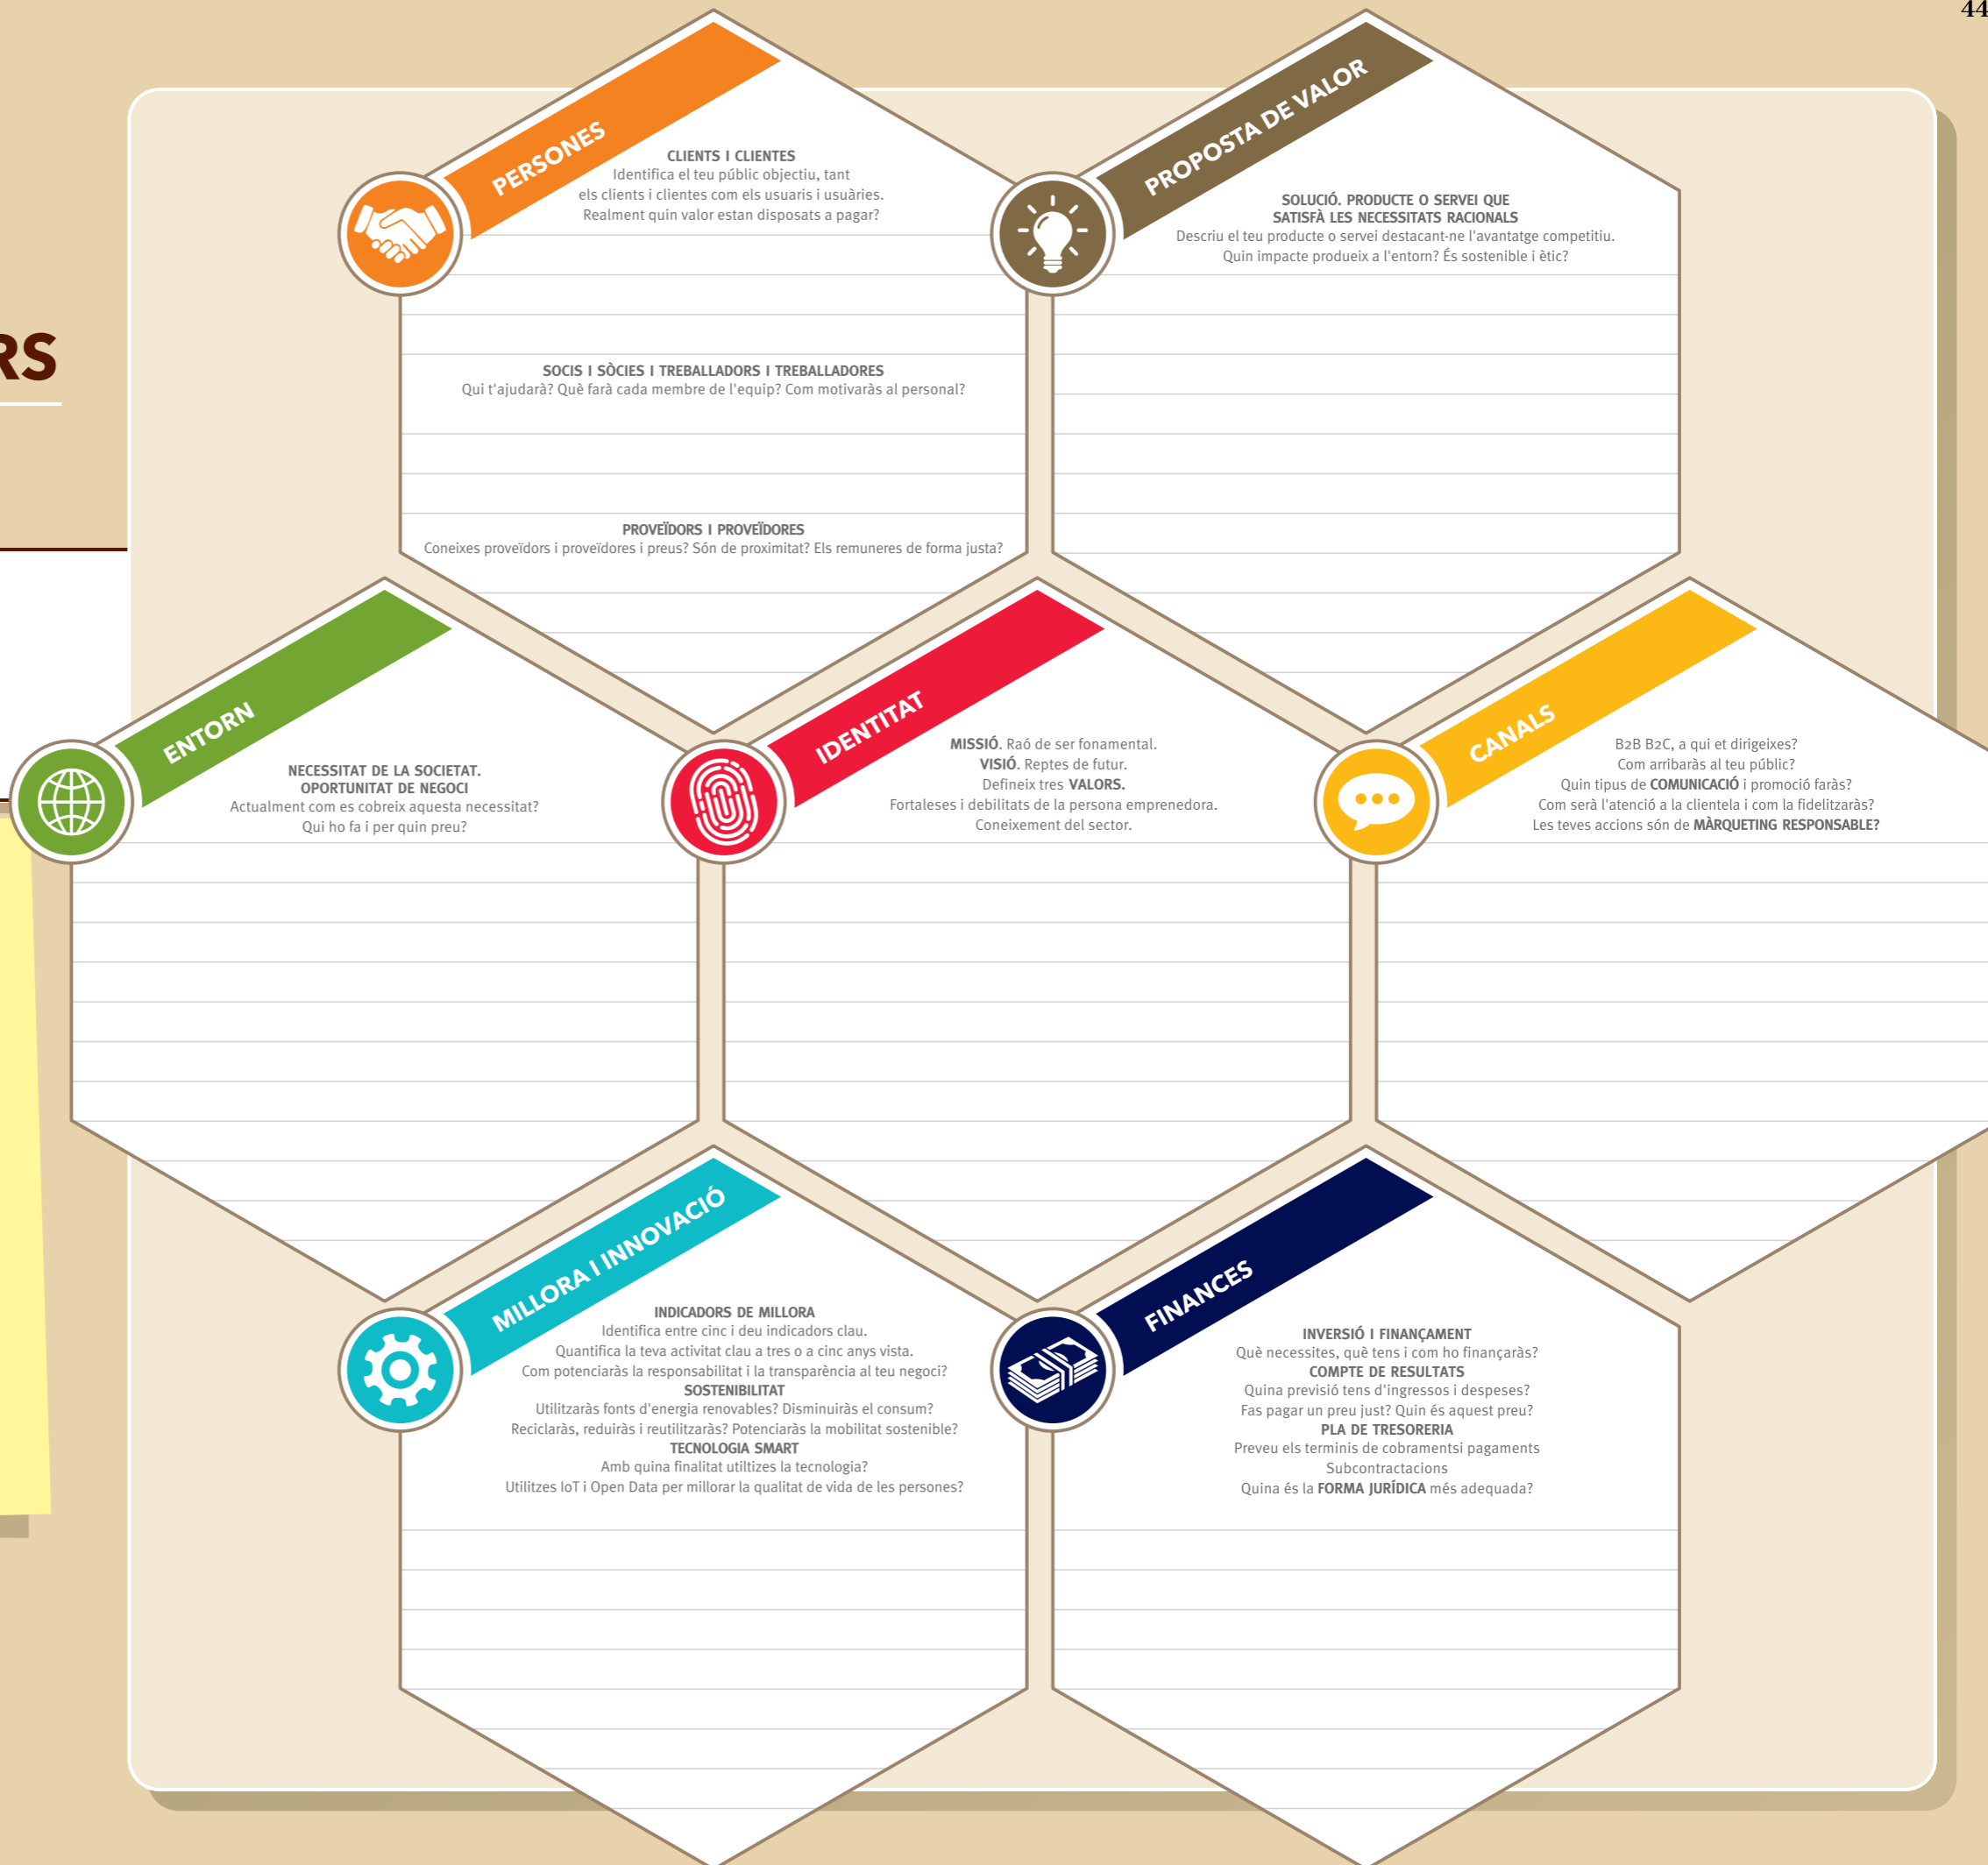 44
RS
PERSONES
CLIENTS I CLIENTES
Identifica el teu públic objectiu, tant
els clients i clientes com els usuaris i usuàries.
Realment quin valor estan disposats a pagar?
SOCIS I SÒCIES I TREBALLADORS I TREBALLADORES
Qui t'ajudarà? Què farà cada membre de l'equip? Com motivaràs al personal?
PROVEÏDORS I PROVEÏDORES
Coneixes proveïdors i proveïdores i preus? Són de proximitat? Els remuneres de forma justa?
PROPOSTA DE VALOR
SOLUCIÓ. PRODUCTE O SERVEI QUE
SATISFÀ LES NECESSITATS RACIONALS
Descriu el teu producte o servei destacant-ne l'avantatge competitiu.
Quin impacte produeix a l'entorn? És sostenible i ètic?
ENTORN
NECESSITAT DE LA SOCIETAT.
OPORTUNITAT DE NEGOCI
Actualment com es cobreix aquesta necessitat?
Qui ho fa i per quin preu?
IDENTITAT
MISSIÓ. Raó de ser fonamental.
VISIÓ. Reptes de futur.
Defineix tres VALORS.
Fortaleses i debilitats de la persona emprenedora.
Coneixement del sector.
CANALS
B2B B2C, a qui et dirigeixes?
Com arribaràs al teu públic?
Quin tipus de COMUNICACIÓ i promoció faràs?
Com serà l'atenció a la clientela i com la fidelitzaràs?
Les teves accions són de MÀRQUETING RESPONSABLE?
MILLORA I INNOVACIÓ
INDICADORS DE MILLORA
Identifica entre cinc i deu indicadors clau.
Quantifica la teva activitat clau a tres o a cinc anys vista.
Com potenciaràs la responsabilitat i la transparència al teu negoci?
SOSTENIBILITAT
Utilitzaràs fonts d'energia renovables? Disminuiràs el consum?
Reciclaràs, reduiràs i reutilitzaràs? Potenciaràs la mobilitat sostenible?
TECNOLOGIA SMART
Amb quina finalitat utiltizes la tecnologia?
Utilitzes IoT i Open Data per millorar la qualitat de vida de les persones?
FINANCES
INVERSIÓ I FINANÇAMENT
Què necessites, què tens i com ho finançaràs?
COMPTE DE RESULTATS
Quina previsió tens d'ingressos i despeses?
Fas pagar un preu just? Quin és aquest preu?
PLA DE TRESORERIA
Preveu els terminis de cobramentsi pagaments
Subcontractacions
Quina és la FORMA JURÍDICA més adequada?